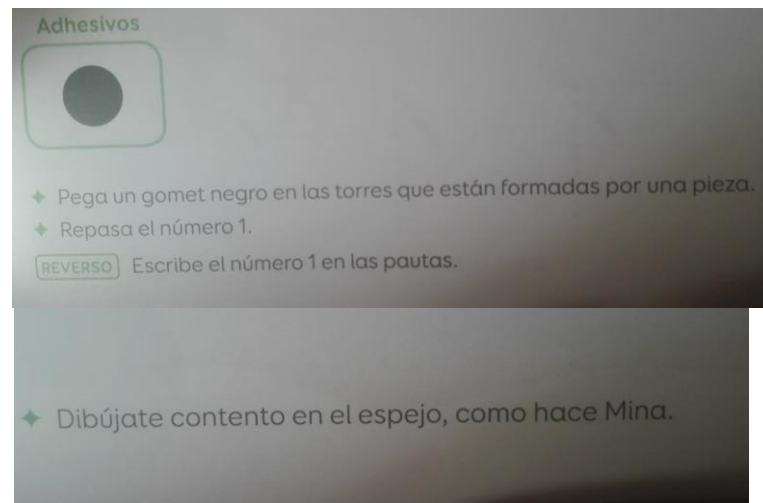 Adhesivos
✦ Pega un gomet negro en las torres que están formadas por una pieza.
✦ Repasa el número 1.
REVERSO Escribe el número 1 en las pautas.
✦ Dibújate contento en el espejo, como hace Mina.